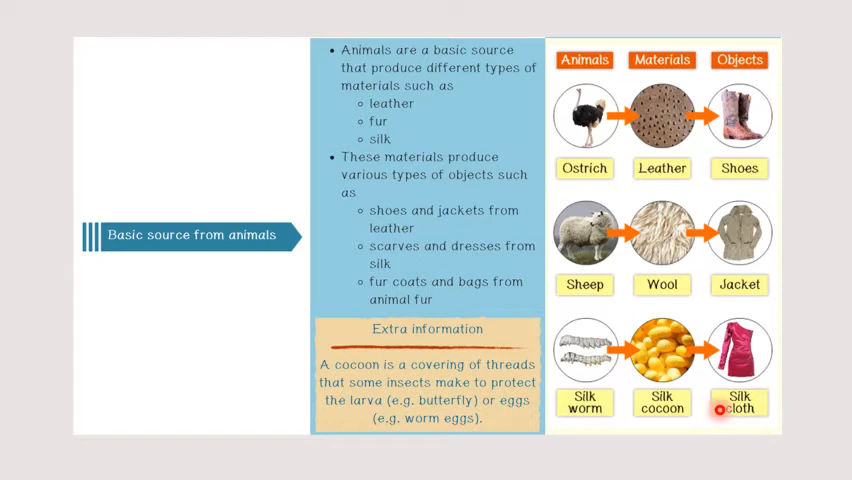 Basic source from animals
Animals are a basic source
that produce different types of
materials such as
leather
fur
silk
These materials produce
various types of objects such
as
shoes and jackets from
leather
scarves and dresses from
silk
fur coats and bags from
animal fur
Extra information
A cocoon is a covering of threads
that some insects make to protect
the larva (e.g. butterfly) or eggs
(e.g. worm eggs).
Animals Materials Objects
Ostrich Leather Shoes
Sheep Wool Jacket
Silk Silk Silk
worm cocoon cloth